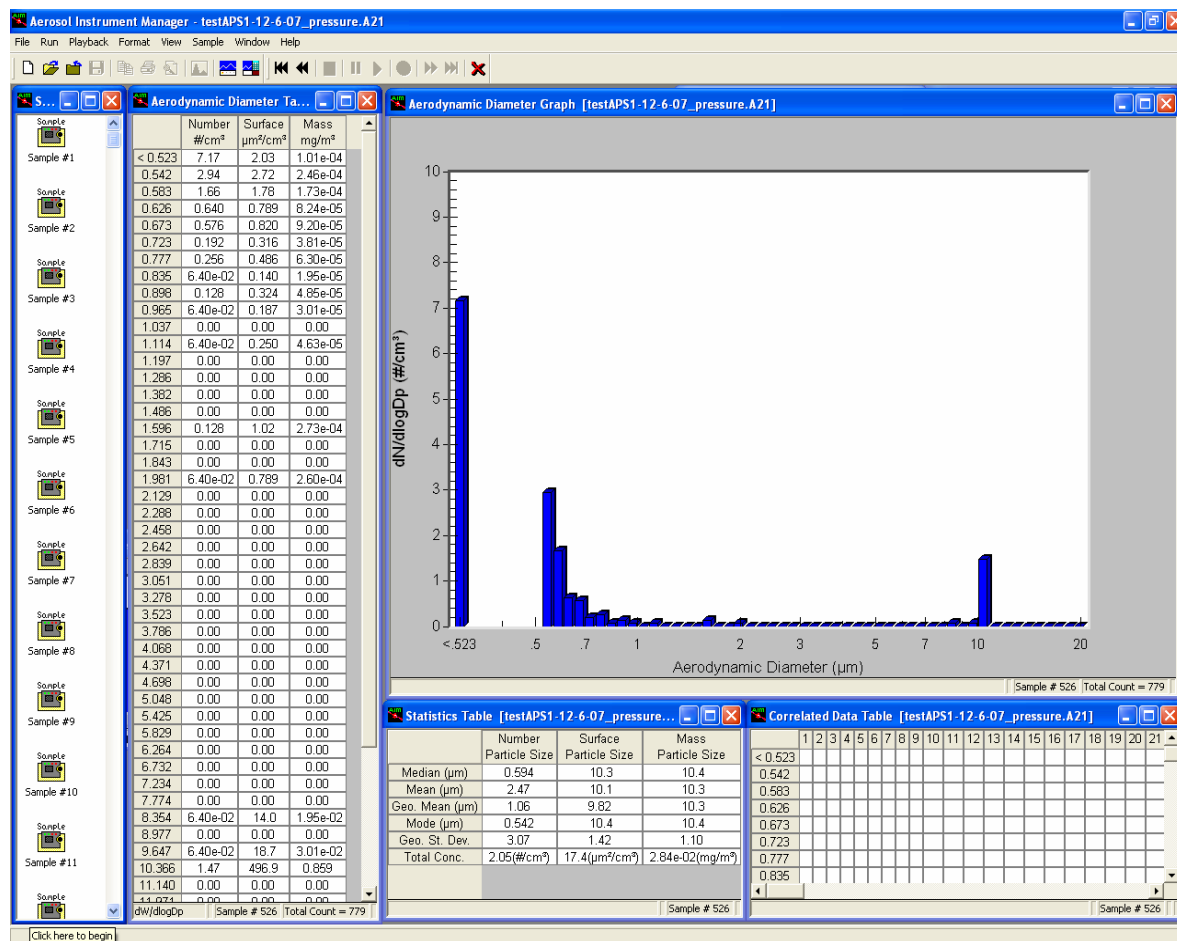 Aerosol Instrument Manager - testAPS1-12-6-07_pressure.A21
File Run Playback Format View Sample Window Help
S...
Sample
Sample #1
Sample
Sample #2
Sample
Sample #3
Sample
Sample #4
Sample
Sample #5
Sample
Sample #6
Sample
Sample #7
Sample
Sample #8
Sample
Sample #9
Sample
Sample #10
Sample
Sample #11
Sample
Aerodynamic Diameter Ta...
Number Surface Mass
#/cm³ µm²/cm³ mg/m³
< 0.523 7.17 2.03 1.01e-04
0.542 2.94 2.72 2.46e-04
0.583 1.66 1.78 1.73e-04
0.626 0.640 0.789 8.24e-05
0.673 0.576 0.820 9.20e-05
0.723 0.192 0.316 3.81e-05
0.777 0.256 0.486 6.30e-05
0.835 6.40e-02 0.140 1.95e-05
0.898 0.128 0.324 4.85e-05
0.965 6.40e-02 0.187 3.01e-05
1.037 0.00 0.00 0.00
1.114 6.40e-02 0.250 4.63e-05
1.197 0.00 0.00 0.00
1.286 0.00 0.00 0.00
1.382 0.00 0.00 0.00
1.486 0.00 0.00 0.00
1.596 0.128 1.02 2.73e-04
1.715 0.00 0.00 0.00
1.843 0.00 0.00 0.00
1.981 6.40e-02 0.789 2.60e-04
2.129 0.00 0.00 0.00
2.288 0.00 0.00 0.00
2.458 0.00 0.00 0.00
2.642 0.00 0.00 0.00
2.839 0.00 0.00 0.00
3.051 0.00 0.00 0.00
3.278 0.00 0.00 0.00
3.523 0.00 0.00 0.00
3.786 0.00 0.00 0.00
4.068 0.00 0.00 0.00
4.371 0.00 0.00 0.00
4.698 0.00 0.00 0.00
5.048 0.00 0.00 0.00
5.425 0.00 0.00 0.00
5.829 0.00 0.00 0.00
6.264 0.00 0.00 0.00
6.732 0.00 0.00 0.00
7.234 0.00 0.00 0.00
7.774 0.00 0.00 0.00
8.354 6.40e-02 14.0 1.95e-02
8.977 0.00 0.00 0.00
9.647 6.40e-02 18.7 3.01e-02
10.366 1.47 496.9 0.859
11.140 0.00 0.00 0.00
11.971 0.00 0.00 0.00
dW/dlogDp Sample # 526 Total Count = 779
Aerodynamic Diameter Graph [testAPS1-12-6-07_pressure.A21]
dN/dlogDp (#/cm³)
10
9
8
7
6
5
4
3
2
1
0
<.523 .5 .7 1 2 3 5 7 10 20
Aerodynamic Diameter (µm)
Sample # 526 Total Count = 779
Statistics Table [testAPS1-12-6-07_pressure...
Number Surface Mass
Particle Size Particle Size Particle Size
Median (µm) 0.594 10.3 10.4
Mean (µm) 2.47 10.1 10.3
Geo. Mean (µm) 1.06 9.82 10.3
Mode (µm) 0.542 10.4 10.4
Geo. St. Dev. 3.07 1.42 1.10
Total Conc. 2.05(#/cm³) 17.4(µm²/cm³) 2.84e-02(mg/m³)
Sample # 526
Correlated Data Table [testAPS1-12-6-07_pressure.A21]
1 2 3 4 5 6 7 8 9 10 11 12 13 14 15 16 17 18 19 20 21
< 0.523
0.542
0.583
0.626
0.673
0.723
0.777
0.835
Sample # 526
Click here to begin